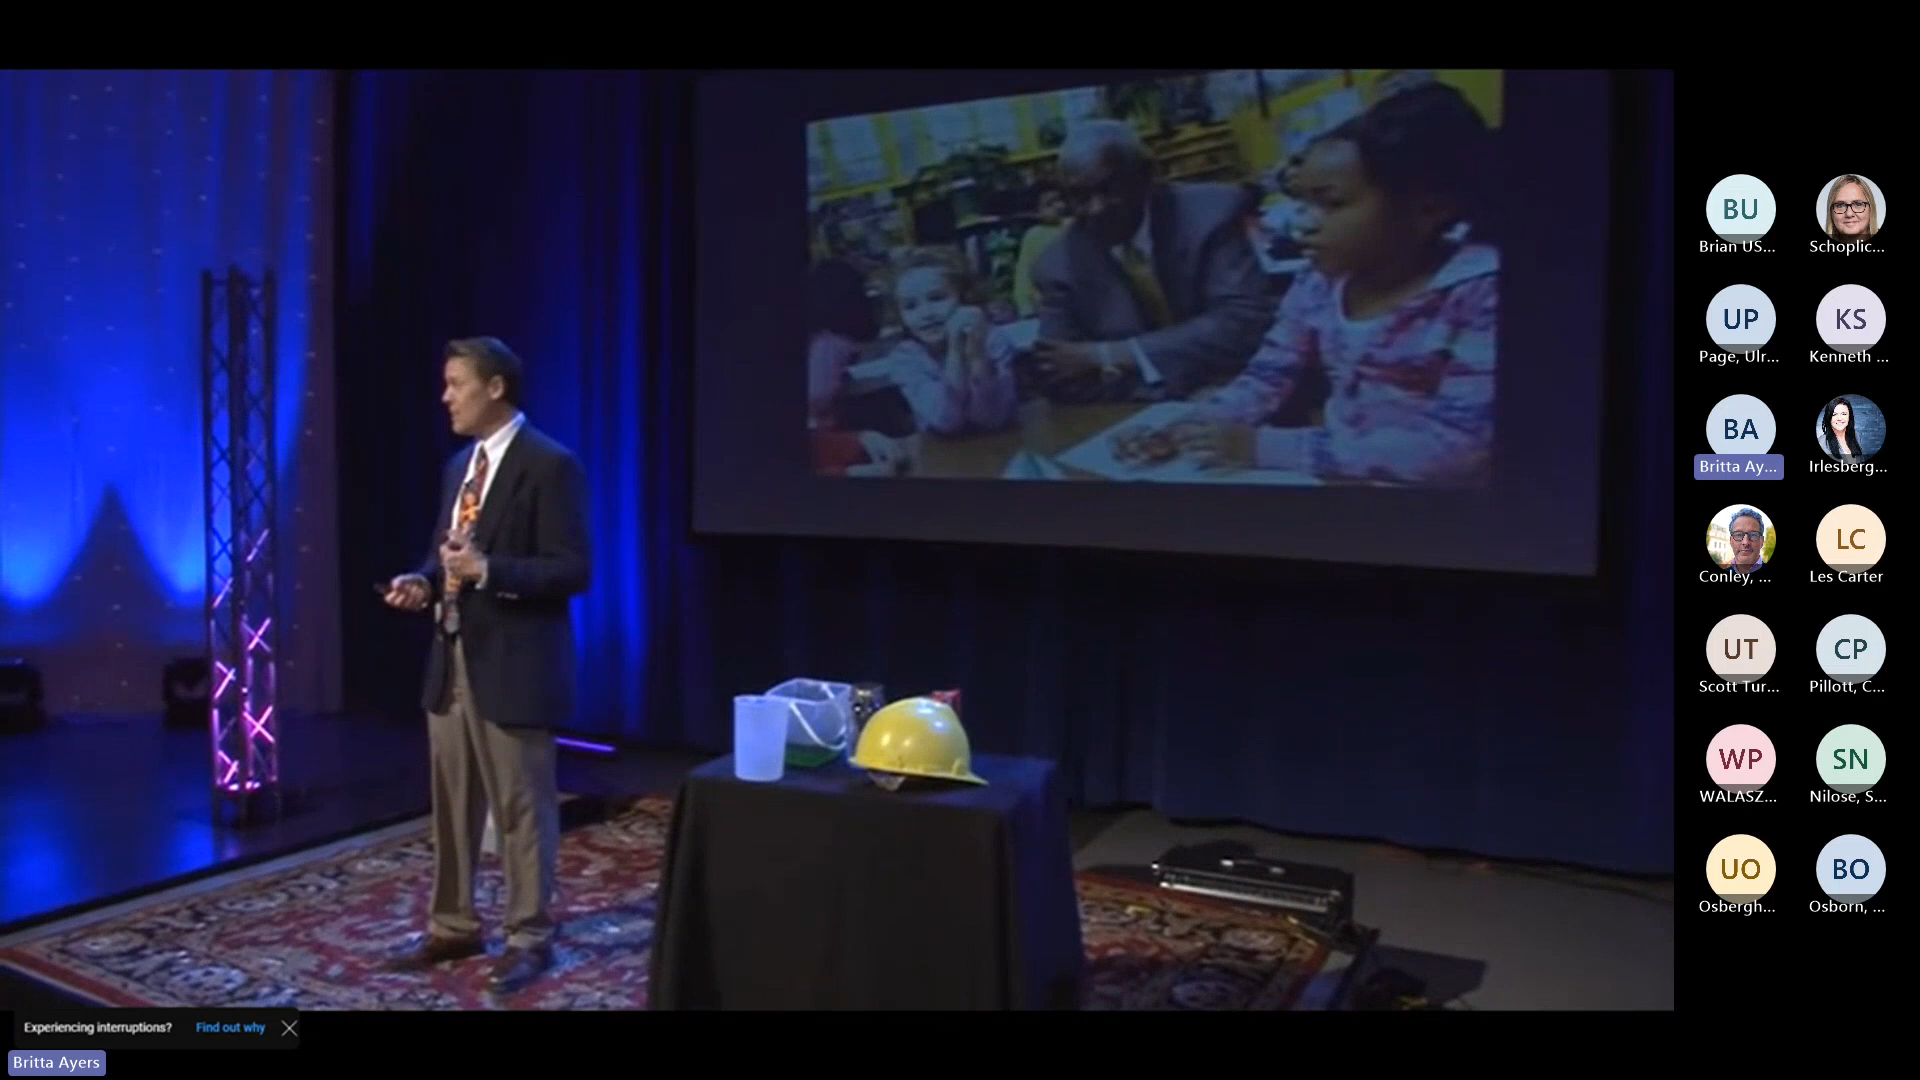 BU
Brian US...
Schoplic...
UP
Page, Ulr...
KS
Kenneth ...
BA
Britta Ay...
Irlesberg...
Conley, ...
LC
Les Carter
UT
Scott Tur...
CP
Pillott, C...
WP
WALASZ...
SN
Nilose, S...
UO
Osbergh...
BO
Osborn, ...
Experiencing interruptions? Find out why
Britta Ayers